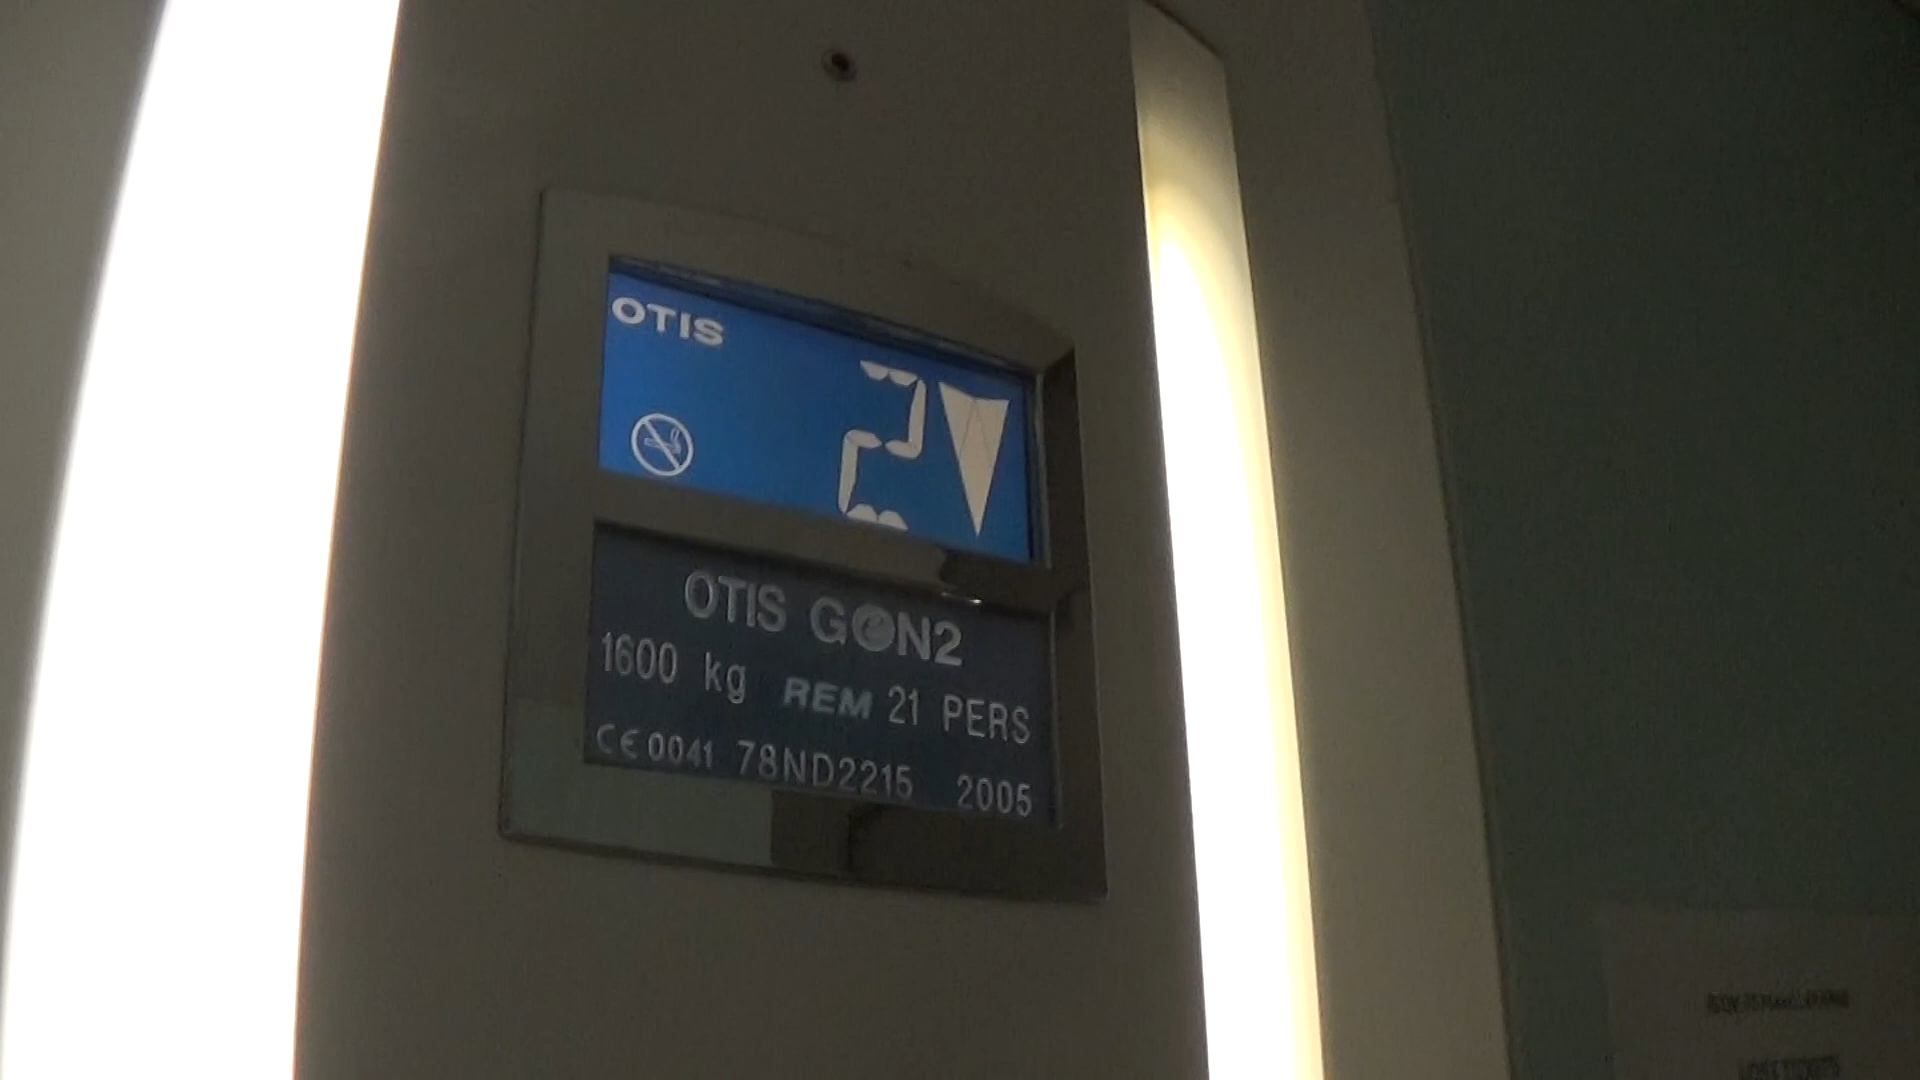 OTIS
2
OTIS GeN2
1600 kg REM 21 PERS
CE 0041 78ND2215 2005